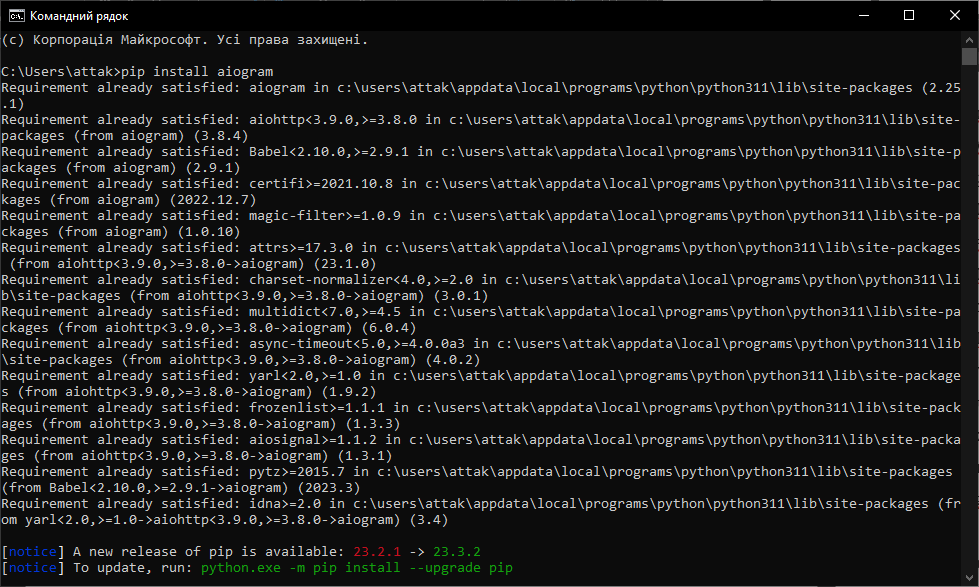 Командний рядок
(c) Корпорація Майкрософт. Усі права захищені.
C:\Users\attak>pip install aiogram
Requirement already satisfied: aiogram in c:\users\attak\appdata\local\programs\python\python311\lib\site-packages (2.25
.1)
Requirement already satisfied: aiohttp<3.9.0,>=3.8.0 in c:\users\attak\appdata\local\programs\python\python311\lib\site-
packages (from aiogram) (3.8.4)
Requirement already satisfied: Babel<2.10.0,>=2.9.1 in c:\users\attak\appdata\local\programs\python\python311\lib\site-p
ackages (from aiogram) (2.9.1)
Requirement already satisfied: certifi>=2021.10.8 in c:\users\attak\appdata\local\programs\python\python311\lib\site-pac
kages (from aiogram) (2022.12.7)
Requirement already satisfied: magic-filter>=1.0.9 in c:\users\attak\appdata\local\programs\python\python311\lib\site-pa
ckages (from aiogram) (1.0.10)
Requirement already satisfied: attrs>=17.3.0 in c:\users\attak\appdata\local\programs\python\python311\lib\site-packages
 (from aiohttp<3.9.0,>=3.8.0->aiogram) (23.1.0)
Requirement already satisfied: charset-normalizer<4.0,>=2.0 in c:\users\attak\appdata\local\programs\python\python311\li
b\site-packages (from aiohttp<3.9.0,>=3.8.0->aiogram) (3.0.1)
Requirement already satisfied: multidict<7.0,>=4.5 in c:\users\attak\appdata\local\programs\python\python311\lib\site-pa
ckages (from aiohttp<3.9.0,>=3.8.0->aiogram) (6.0.4)
Requirement already satisfied: async-timeout<5.0,>=4.0.0a3 in c:\users\attak\appdata\local\programs\python\python311\lib
\site-packages (from aiohttp<3.9.0,>=3.8.0->aiogram) (4.0.2)
Requirement already satisfied: yarl<2.0,>=1.0 in c:\users\attak\appdata\local\programs\python\python311\lib\site-package
s (from aiohttp<3.9.0,>=3.8.0->aiogram) (1.9.2)
Requirement already satisfied: frozenlist>=1.1.1 in c:\users\attak\appdata\local\programs\python\python311\lib\site-pack
ages (from aiohttp<3.9.0,>=3.8.0->aiogram) (1.3.3)
Requirement already satisfied: aiosignal>=1.1.2 in c:\users\attak\appdata\local\programs\python\python311\lib\site-packa
ges (from aiohttp<3.9.0,>=3.8.0->aiogram) (1.3.1)
Requirement already satisfied: pytz>=2015.7 in c:\users\attak\appdata\local\programs\python\python311\lib\site-packages
(from Babel<2.10.0,>=2.9.1->aiogram) (2023.3)
Requirement already satisfied: idna>=2.0 in c:\users\attak\appdata\local\programs\python\python311\lib\site-packages (fr
om yarl<2.0,>=1.0->aiohttp<3.9.0,>=3.8.0->aiogram) (3.4)
[notice] A new release of pip is available: 23.2.1 -> 23.3.2
[notice] To update, run: python.exe -m pip install --upgrade pip